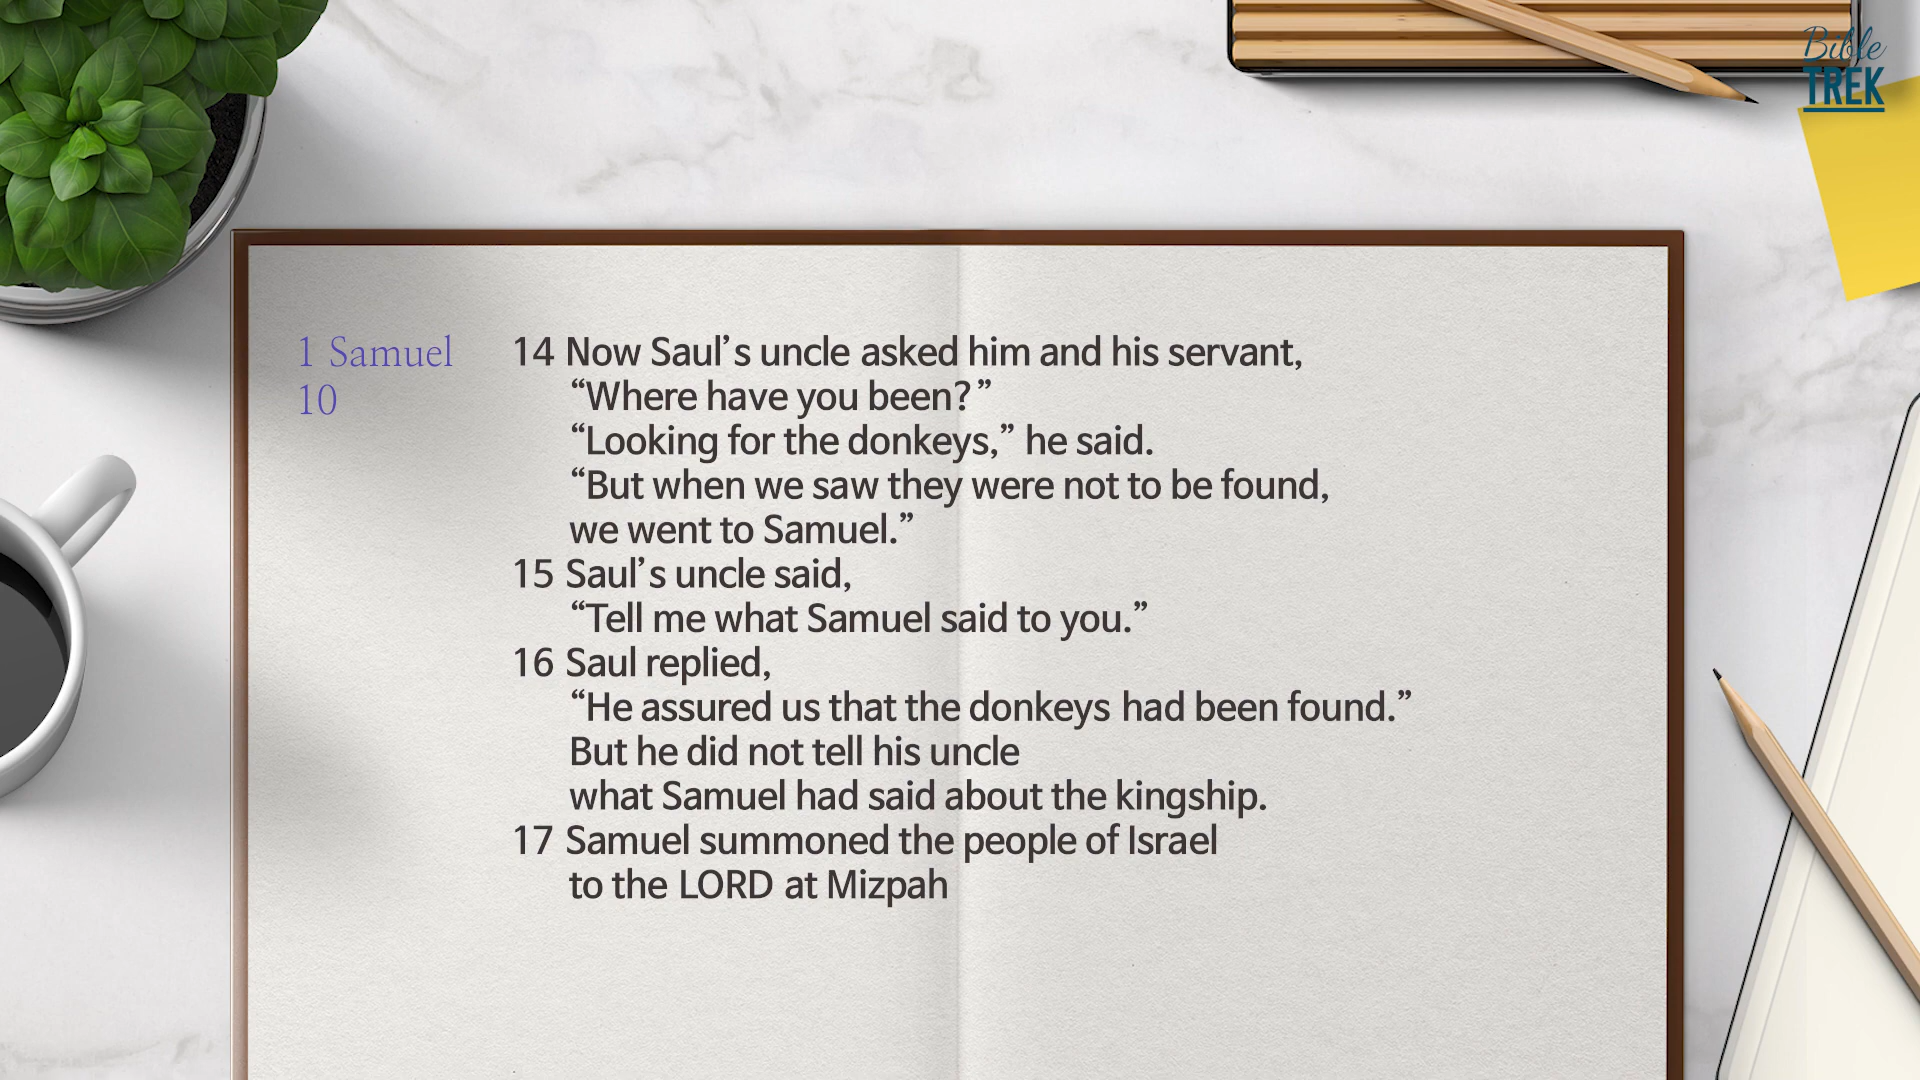 Bible
TREK
1 Samuel
10
14 Now Saul’s uncle asked him and his servant,
“Where have you been?”
“Looking for the donkeys,” he said.
“But when we saw they were not to be found,
we went to Samuel.”
15 Saul’s uncle said,
“Tell me what Samuel said to you.”
16 Saul replied,
“He assured us that the donkeys had been found.”
But he did not tell his uncle
what Samuel had said about the kingship.
17 Samuel summoned the people of Israel
to the LORD at Mizpah